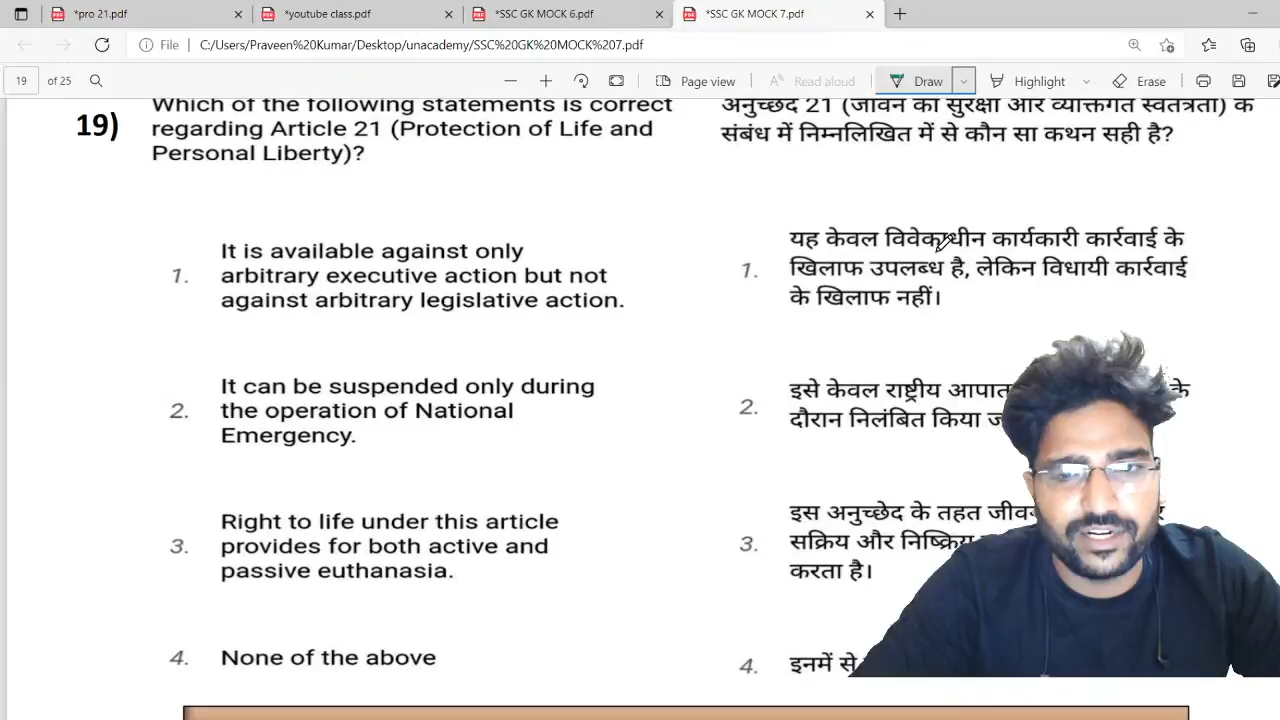 *pro 21.pdf
*youtube class.pdf
*SSC GK MOCK 6.pdf
*SSC GK MOCK 7.pdf
File
C:/Users/Praveen%20Kumar/Desktop/unacademy/SSC%20GK%20MOCK%207.pdf
19 of 25
Page view
Read aloud
Draw
Highlight
Erase
19)
Which of the following statements is correct
regarding Article 21 (Protection of Life and
Personal Liberty)?
1. It is available against only
arbitrary executive action but not
against arbitrary legislative action.
2. It can be suspended only during
the operation of National
Emergency.
3. Right to life under this article
provides for both active and
passive euthanasia.
4. None of the above
अनुच्छेद 21 (जीवन की सुरक्षा और व्यक्तिगत स्वतंत्रता) के
संबंध में निम्नलिखित में से कौन सा कथन सही है?
1. यह केवल विवेकाधीन कार्यकारी कार्रवाई के
खिलाफ उपलब्ध है, लेकिन विधायी कार्रवाई
के खिलाफ नहीं।
2. इसे केवल राष्ट्रीय के
दौरान निलंबित किया
3. इस अनुच्छेद के तहत
सक्रिय और निष्क्रिय
करता है।
4. इनमें से